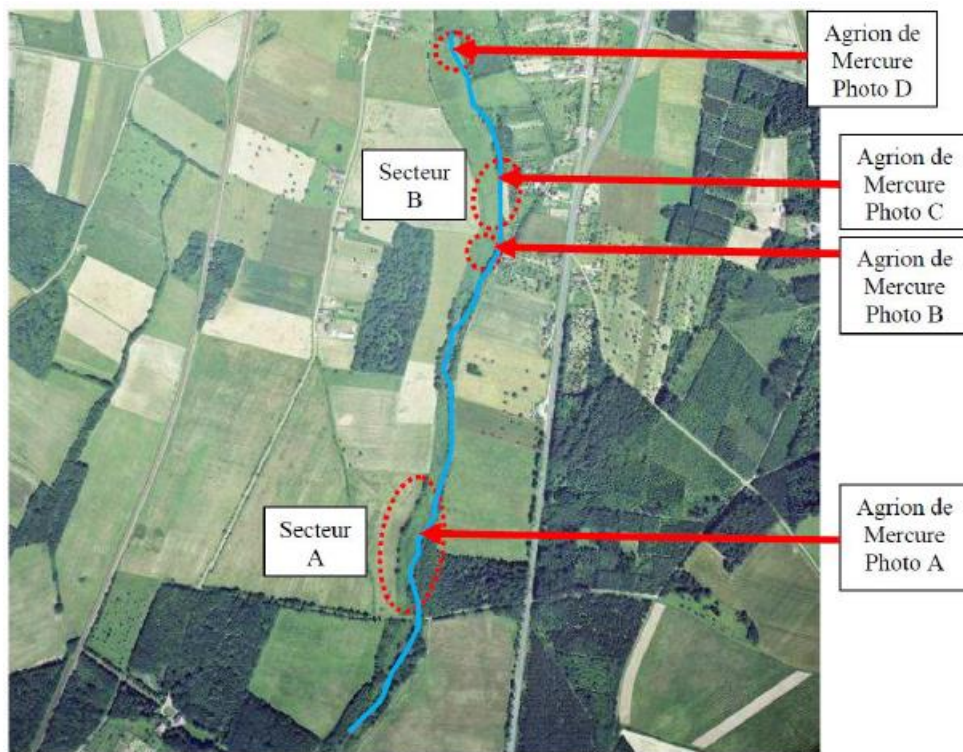 Agrion de
Mercure
Photo D
Secteur
B
Agrion de
Mercure
Photo C
Agrion de
Mercure
Photo B
Secteur
A
Agrion de
Mercure
Photo A